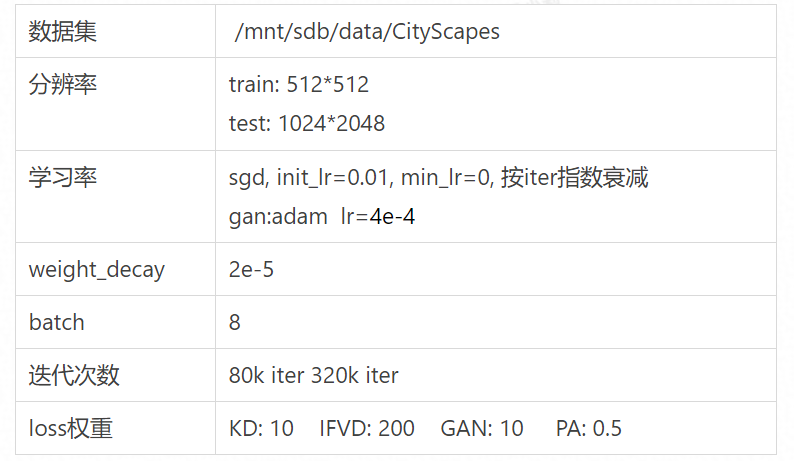 数据集 /mnt/sdb/data/CityScapes
分辨率 train: 512*512
test: 1024*2048
学习率 sgd, init_lr=0.01, min_lr=0, 按iter指数衰减
gan:adam lr=4e-4
weight_decay 2e-5
batch 8
迭代次数 80k iter 320k iter
loss权重 KD: 10 IFVD: 200 GAN: 10 PA: 0.5